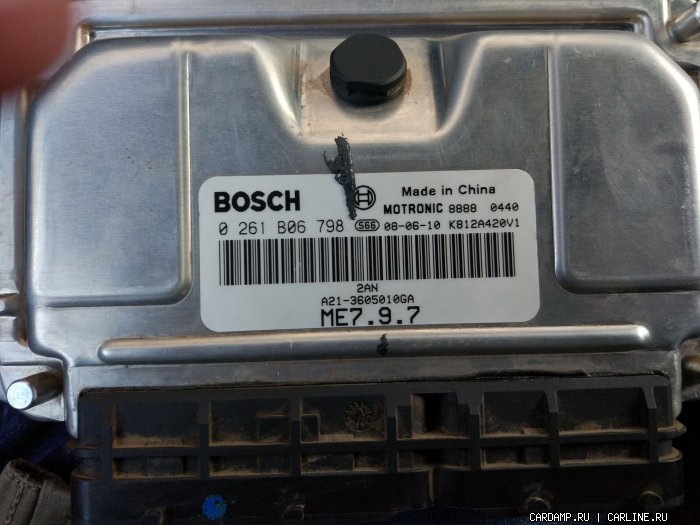 BOSCH Made in China
MOTRONIC 8888 0440
0 261 B06 798 566 08-06-10 K812A420V1
2AN
A21-3605010GA
ME7.9.7
CARDAMP.RU | CARLINE.RU